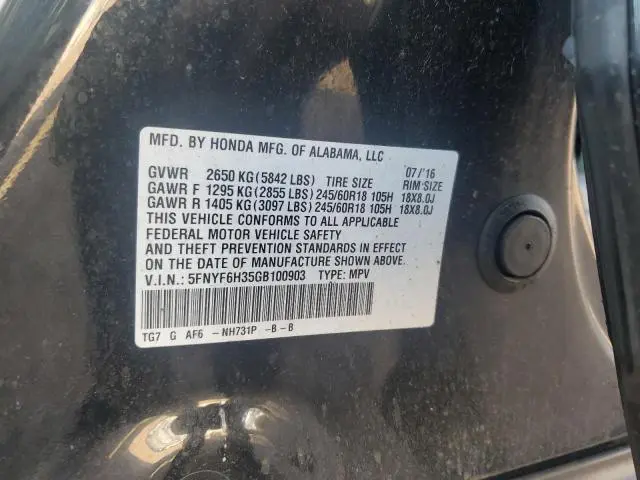 MFD. BY HONDA MFG. OF ALABAMA, LLC
GVWR 2650 KG (5842 LBS) TIRE SIZE '07/'16 RIM SIZE
GAWR F 1295 KG (2855 LBS) 245/60R18 105H 18X8.0J
GAWR R 1405 KG (3097 LBS) 245/60R18 105H 18X8.0J
THIS VEHICLE CONFORMS TO ALL APPLICABLE
FEDERAL MOTOR VEHICLE SAFETY
AND THEFT PREVENTION STANDARDS IN EFFECT
ON THE DATE OF MANUFACTURE SHOWN ABOVE.
V.I.N.: 5FNYF6H35GB100903 TYPE: MPV
TG7 G AF6 -NH731P -B-B